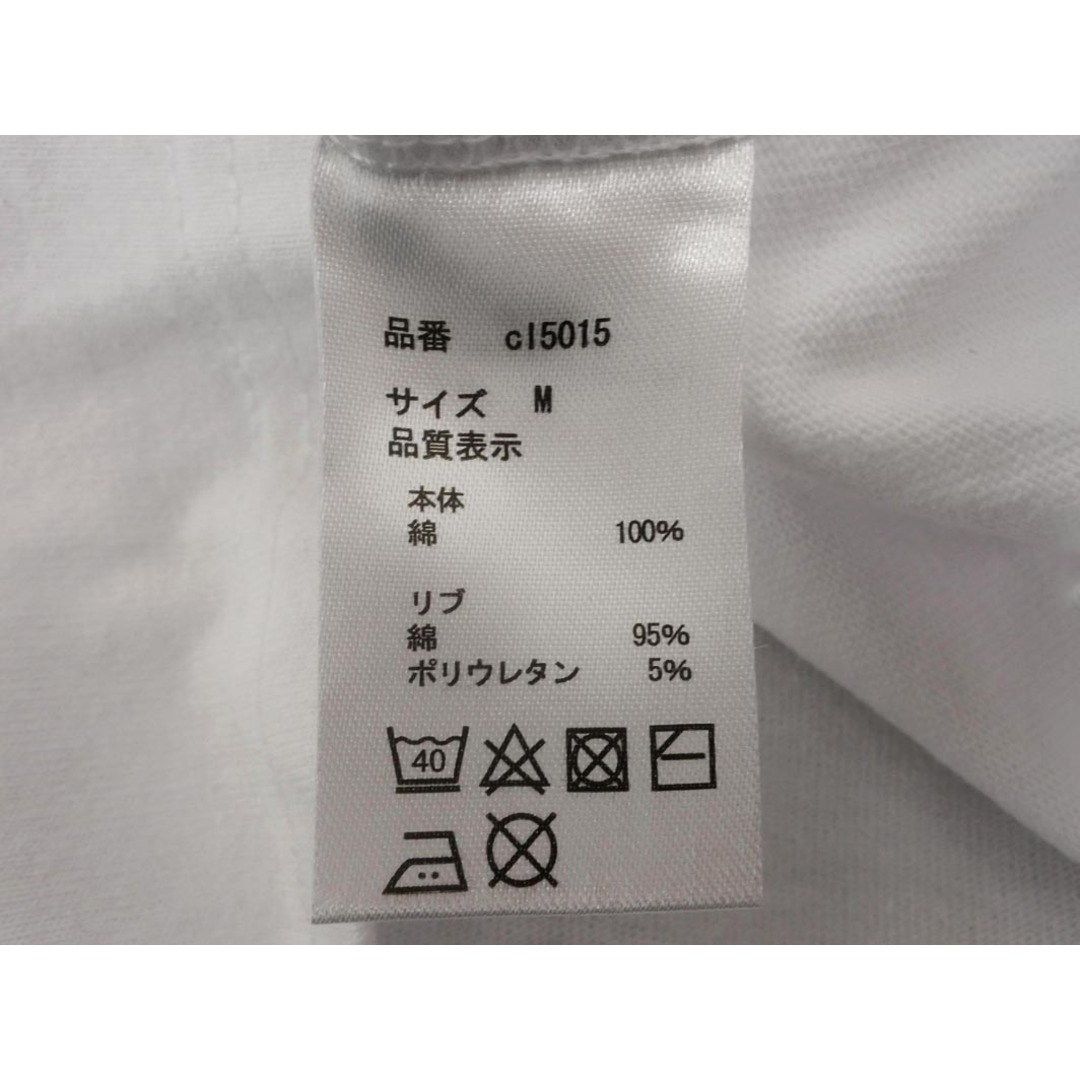 品番 cl5015
サイズ M
品質表示
本体
綿 100%
リブ
綿 95%
ポリウレタン 5%
40